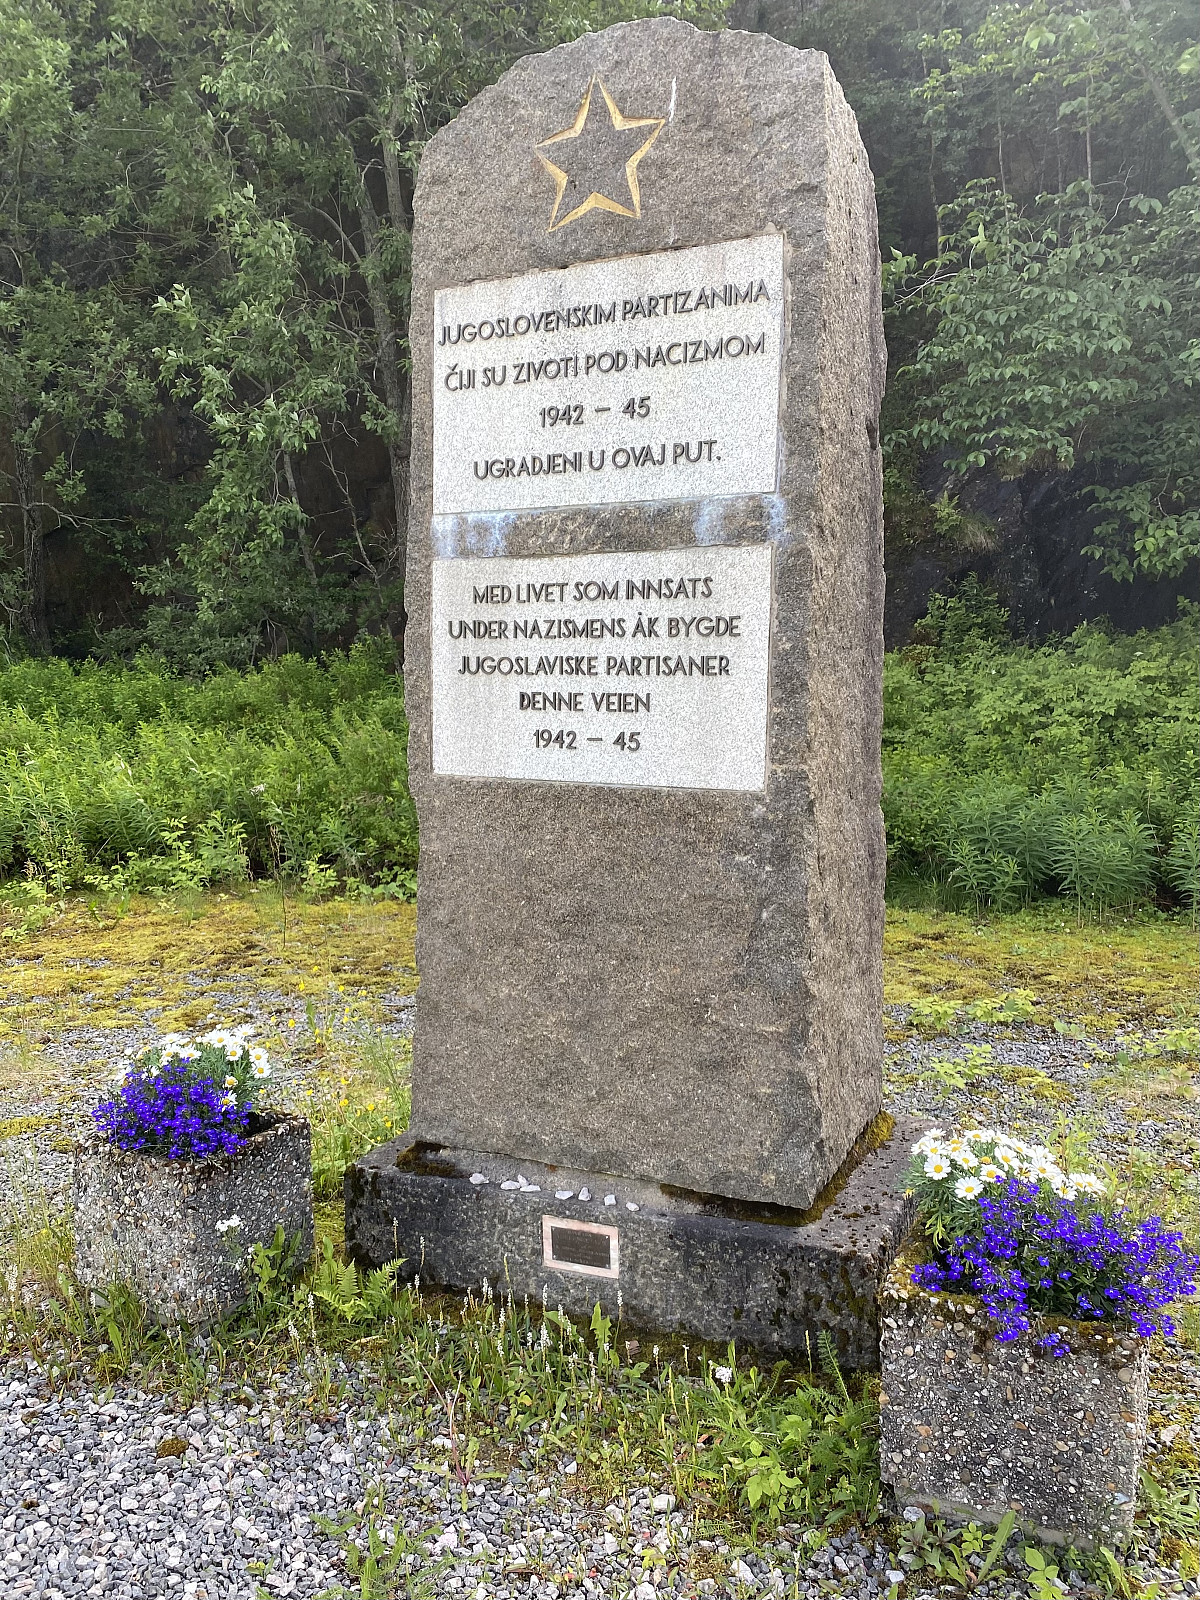 JUGOSLOVENSKIM PARTIZANIMA
ČIJI SU ZIVOTI POD NACIZMOM
1942 – 45
UGRADJENI U OVAJ PUT.
MED LIVET SOM INNSATS
UNDER NAZISMENS ÅK BYGDE
JUGOSLAVISKE PARTISANER
DENNE VEIEN
1942 – 45